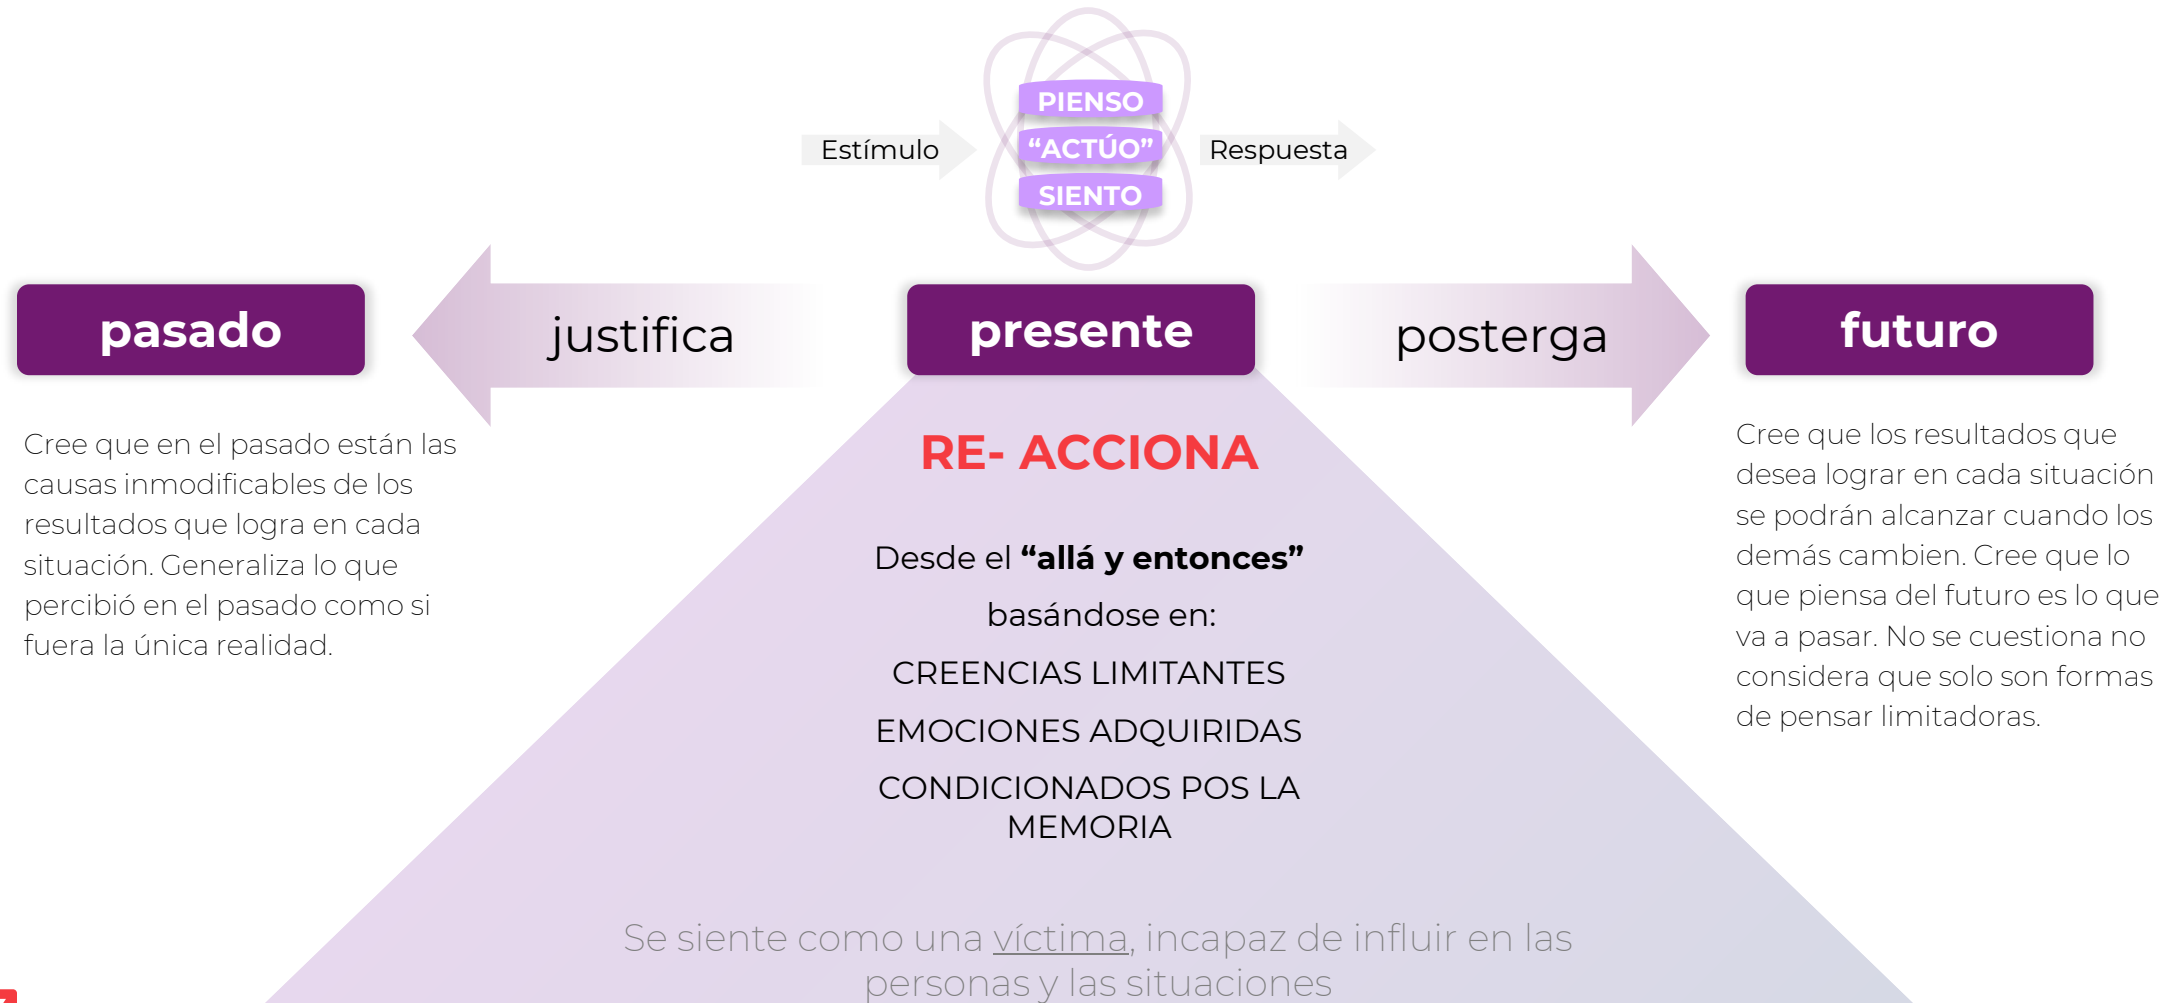 PIENSO
Estímulo
“ACTÚO”
Respuesta
SIENTO
pasado
justifica
presente
posterga
futuro
Cree que en el pasado están las
causas inmodificables de los
resultados que logra en cada
situación. Generaliza lo que
percibió en el pasado como si
fuera la única realidad.
RE- ACCIONA
Desde el “allá y entonces”
basándose en:
CREENCIAS LIMITANTES
EMOCIONES ADQUIRIDAS
CONDICIONADOS POS LA
MEMORIA
Cree que los resultados que
desea lograr en cada situación
se podrán alcanzar cuando los
demás cambien. Cree que lo
que piensa del futuro es lo que
va a pasar. No se cuestiona no
considera que solo son formas
de pensar limitadoras.
Se siente como una víctima, incapaz de influir en las
personas y las situaciones